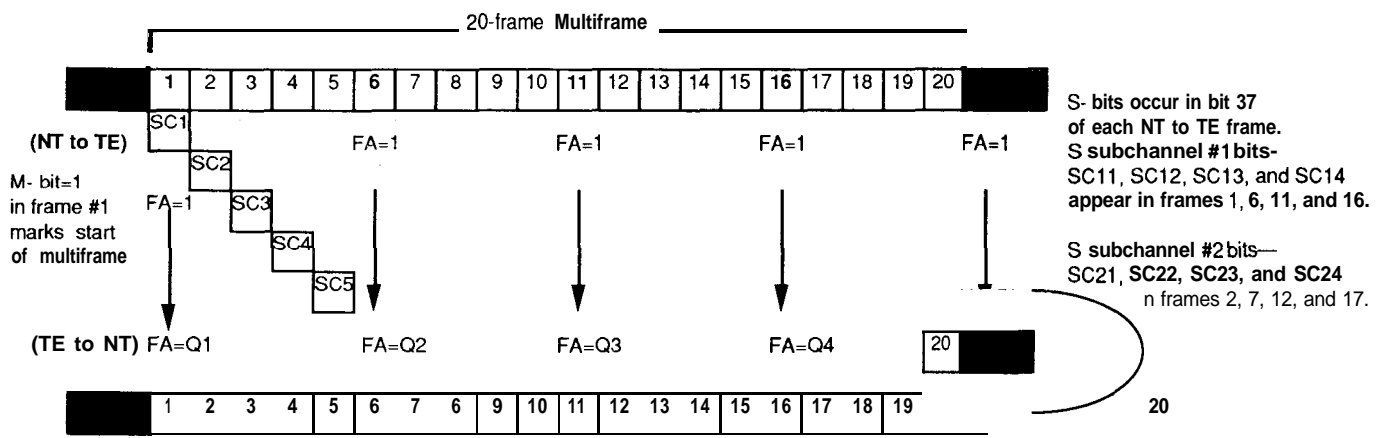 20-frame Multiframe
1 2 3 4 5 6 7 8 9 10 11 12 13 14 15 16 17 18 19 20
SC1
(NT to TE) FA=1 FA=1 FA=1 FA=1
SC2
M- bit=1
in frame #1 FA=1 SC3
marks start
SC4
of multiframe
SC5
(TE to NT) FA=Q1 FA=Q2 FA=Q3 FA=Q4 20
1 2 3 4 5 6 7 6 9 10 11 12 13 14 15 16 17 18 19 20
S- bits occur in bit 37
of each NT to TE frame.
S subchannel #1 bits-
SC11, SC12, SC13, and SC14
appear in frames 1, 6, 11, and 16.
S subchannel #2 bits—
SC21, SC22, SC23, and SC24
n frames 2, 7, 12, and 17.